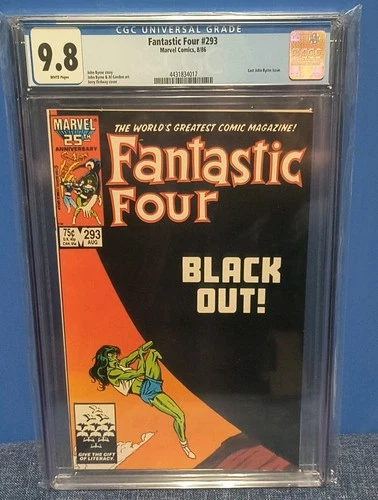 CGC UNIVERSAL GRADE
9.8
WHITE Pages
Fantastic Four #293
Marvel Comics, 8/86
4431834017
John Byrne story
John Byrne & Al Gordon art
Jerry Ordway cover
Last John Byrne issue.
MARVEL
25TH
ANNIVERSARY
THE WORLD'S GREATEST COMIC MAGAZINE!
Fantastic
Four
75¢
293
AUG
BLACK
OUT!
GIVE THE GIFT
OF LITERACY.